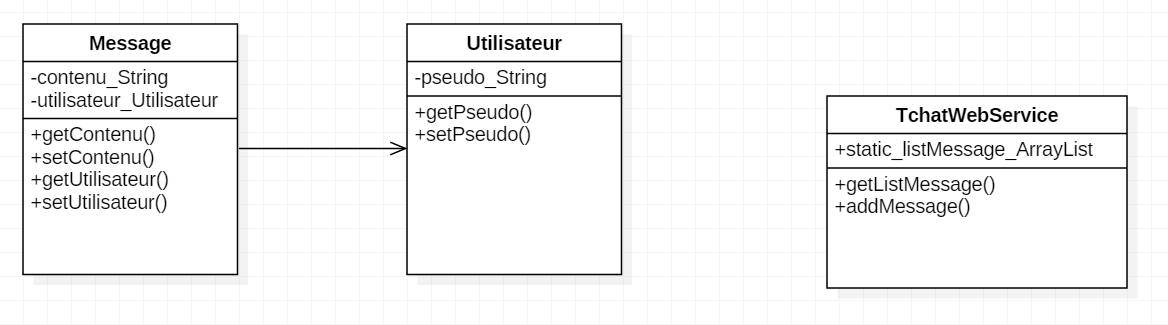 Message
-contenu_String
-utilisateur_Utilisateur
+getContenu()
+setContenu()
+getUtilisateur()
+setUtilisateur()
Utilisateur
-pseudo_String
+getPseudo()
+setPseudo()
TchatWebService
+static_listMessage_ArrayList
+getListMessage()
+addMessage()